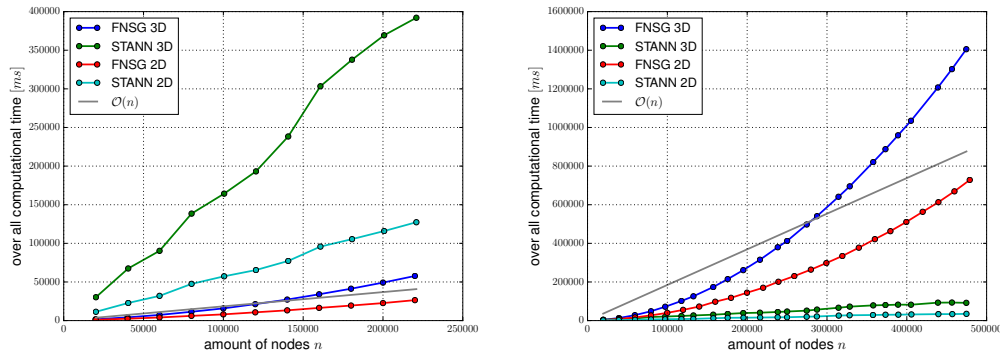 400000
350000
300000
250000
200000
150000
100000
50000
0
over all computational time [ms]
FNSG 3D
STANN 3D
FNSG 2D
STANN 2D
O(n)
0
50000
100000
150000
200000
250000
amount of nodes n
1600000
1400000
1200000
1000000
800000
600000
400000
200000
0
over all computational time [ms]
FNSG 3D
STANN 3D
FNSG 2D
STANN 2D
O(n)
0
100000
200000
300000
400000
500000
amount of nodes n